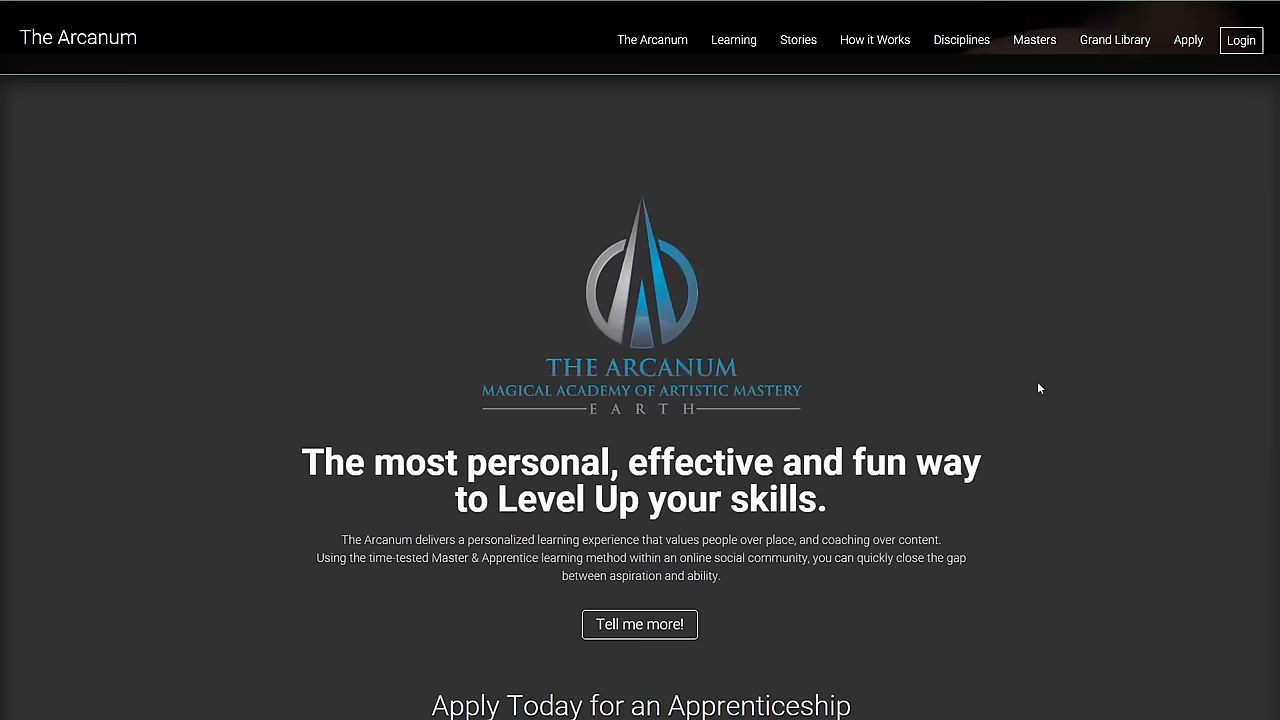 The Arcanum
The Arcanum Learning Stories How it Works Disciplines Masters Grand Library Apply Login
THE ARCANUM
MAGICAL ACADEMY OF ARTISTIC MASTERY
EARTH
The most personal, effective and fun way
to Level Up your skills.
The Arcanum delivers a personalized learning experience that values people over place, and coaching over content.
Using the time-tested Master & Apprentice learning method within an online social community, you can quickly close the gap
between aspiration and ability.
Tell me more!
Apply Today for an Apprenticeship